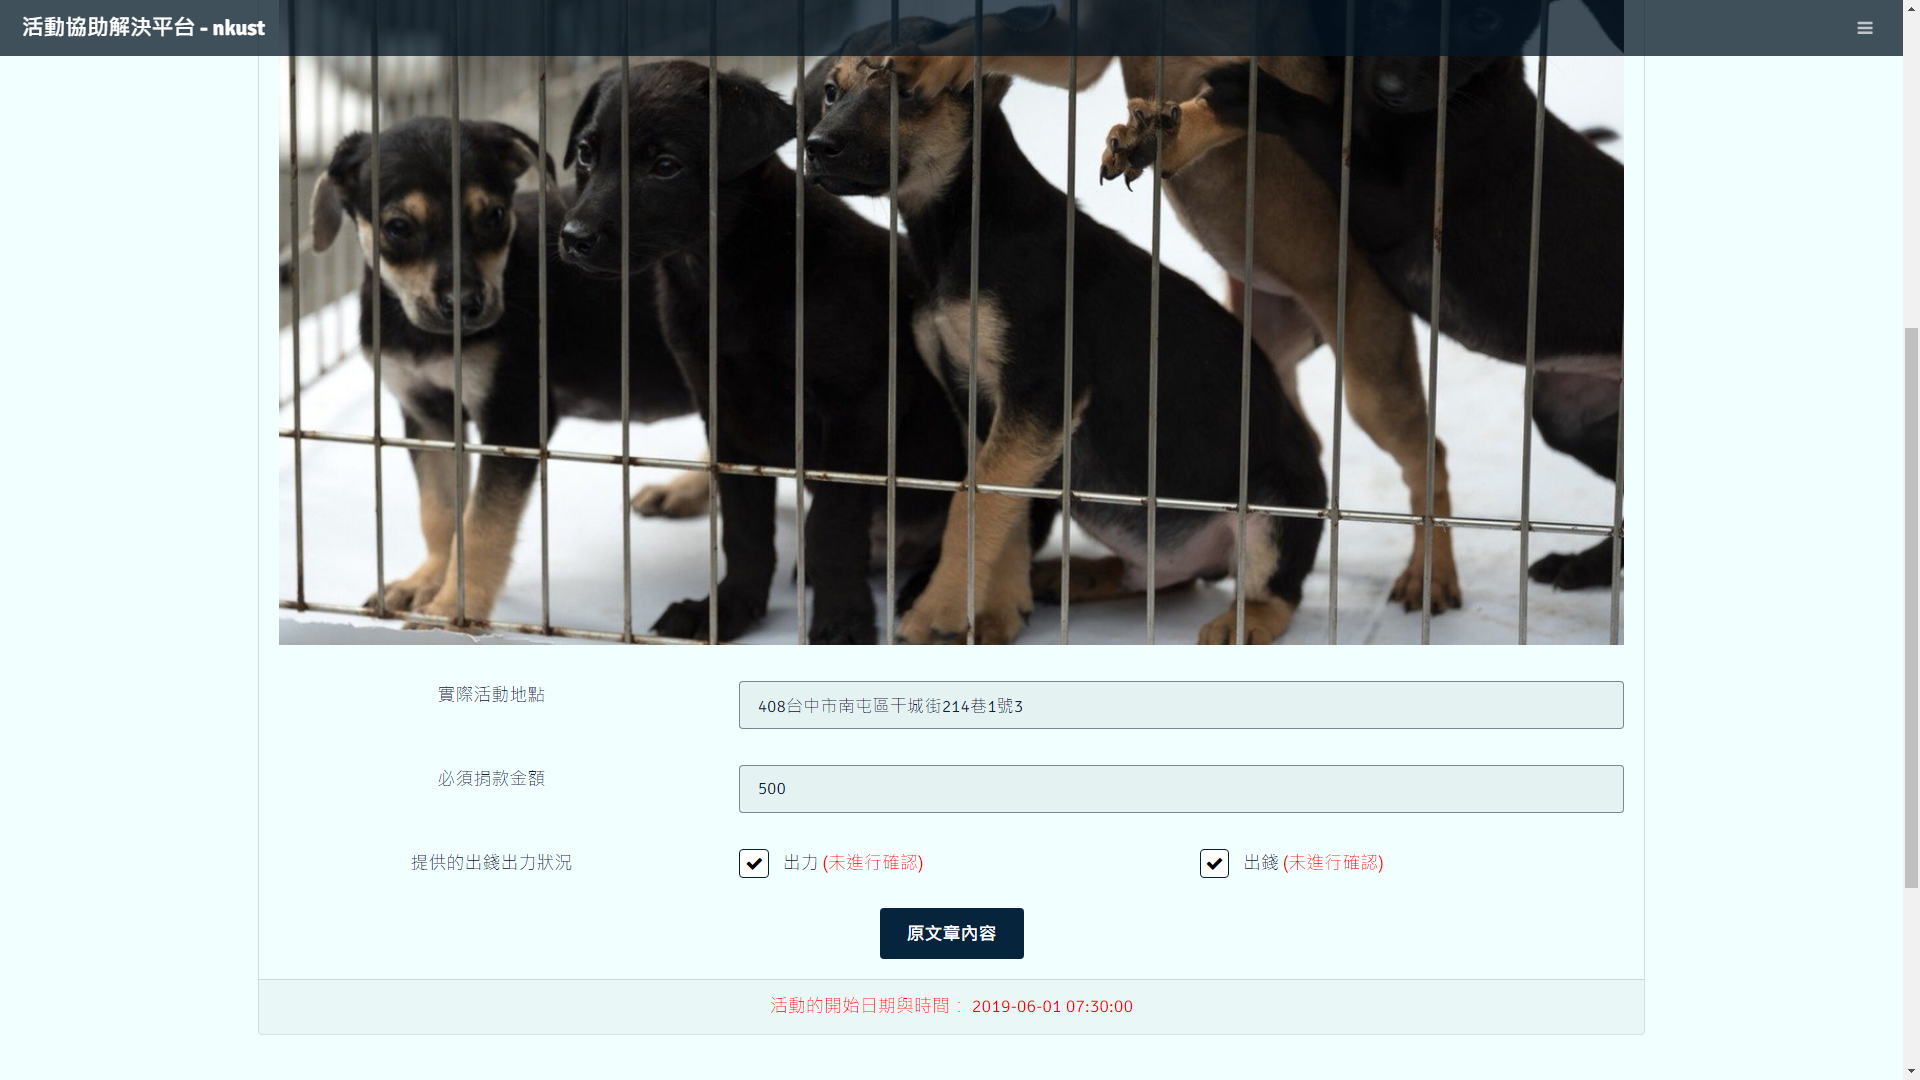 活動協助解決平台 - nkust
實際活動地點
408台中市南屯區干城街214巷1號3
必須捐款金額
500
提供的出錢出力狀況
出力 (未進行確認)
出錢 (未進行確認)
原文章內容
活動的開始日期與時間： 2019-06-01 07:30:00